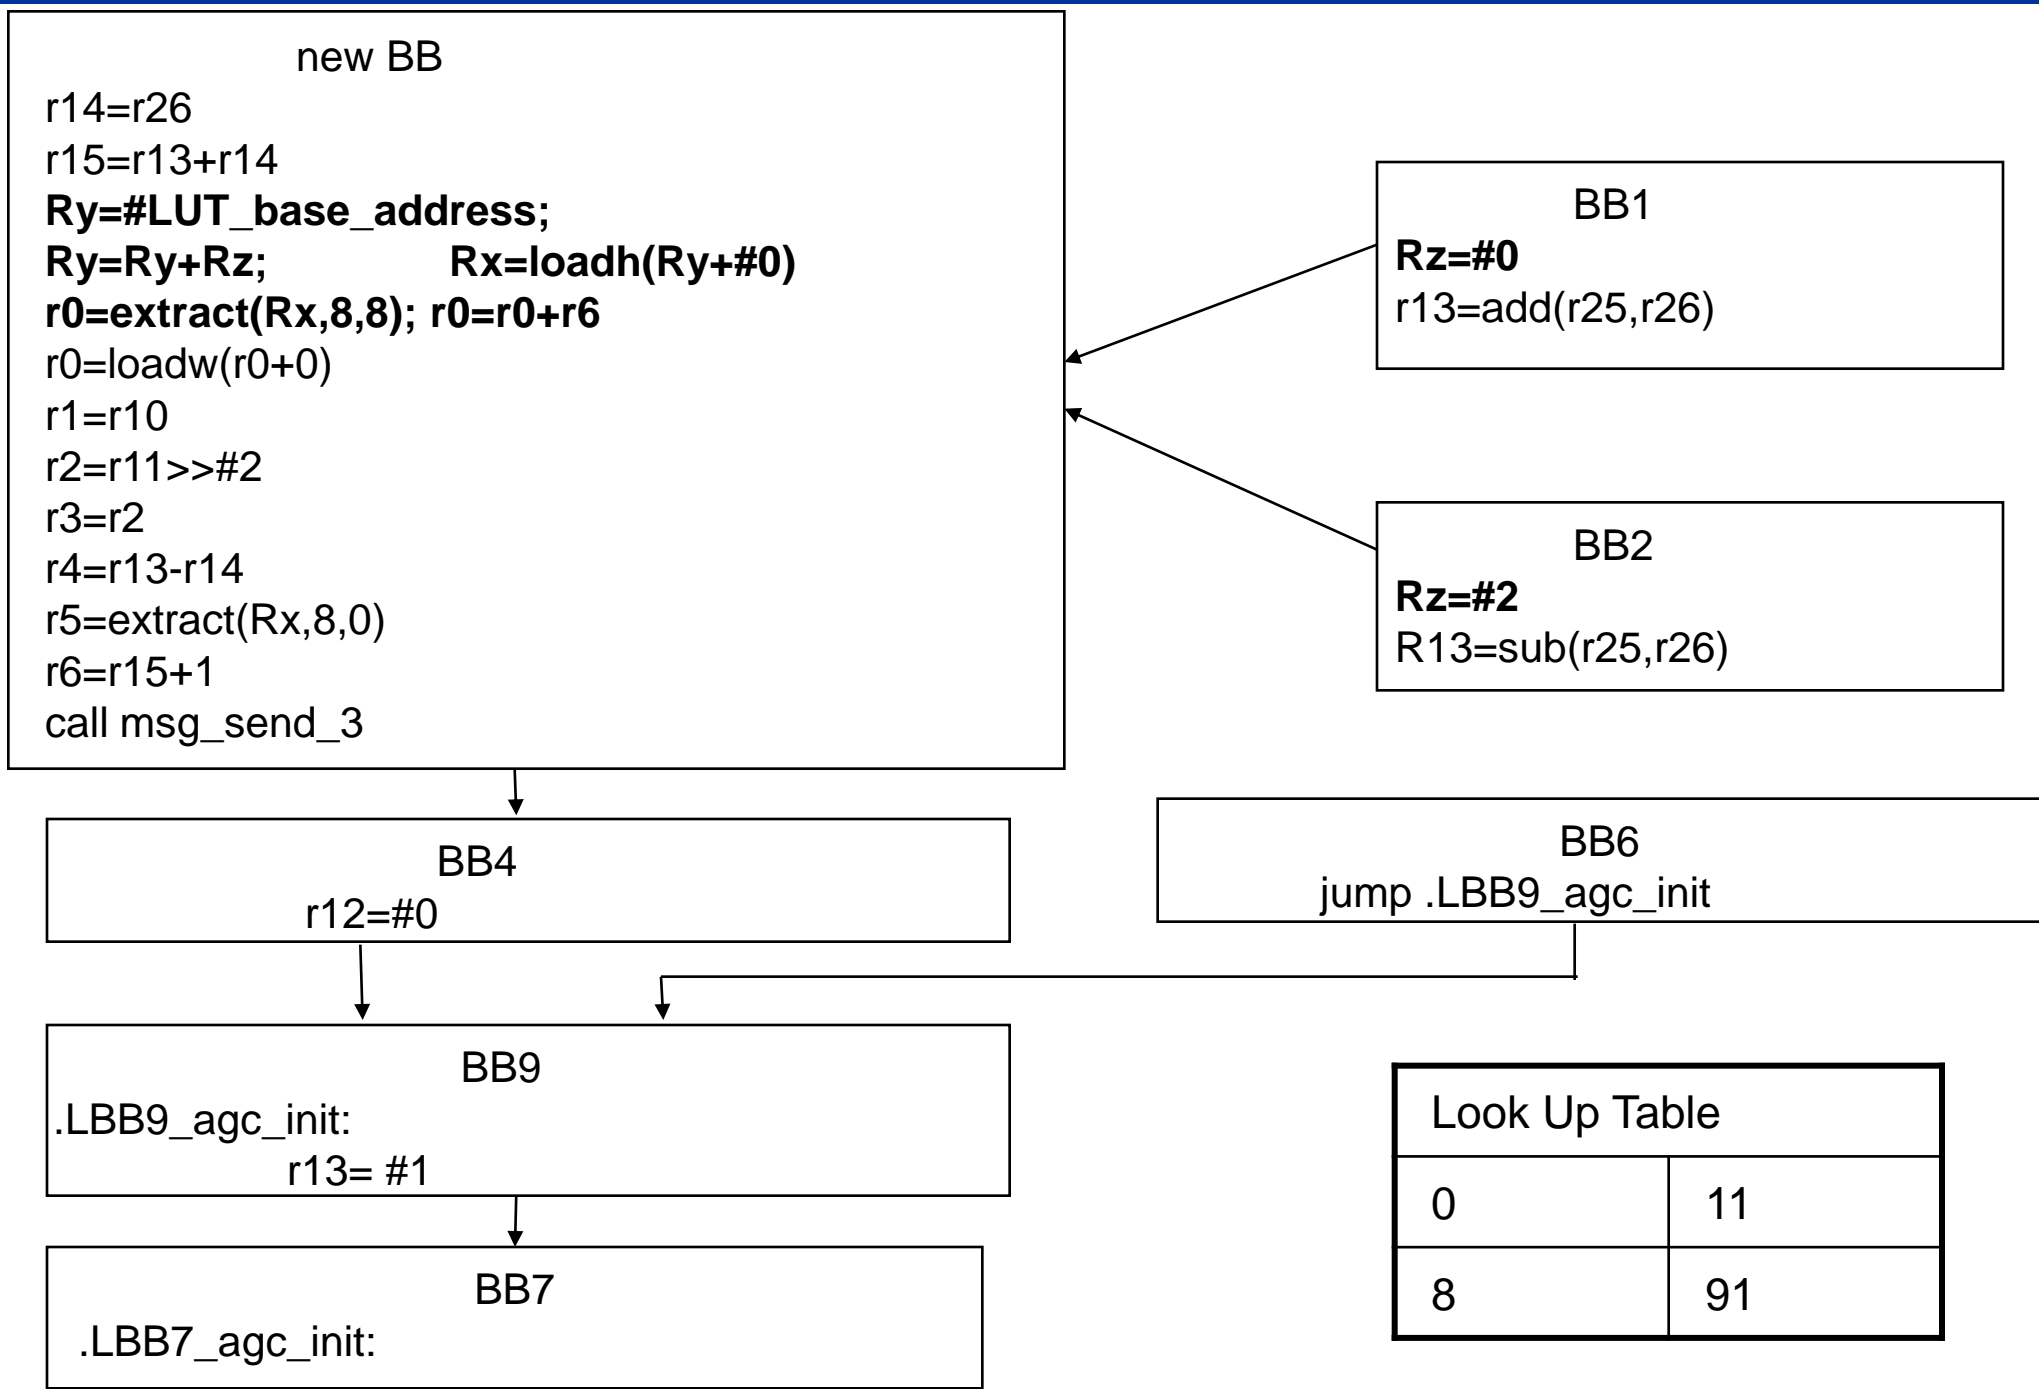 new BB
r14=r26
r15=r13+r14
Ry=#LUT_base_address;
Ry=Ry+Rz; Rx=loadh(Ry+#0)
r0=extract(Rx,8,8); r0=r0+r6
r0=loadw(r0+0)
r1=r10
r2=r11>>#2
r3=r2
r4=r13-r14
r5=extract(Rx,8,0)
r6=r15+1
call msg_send_3
BB1
Rz=#0
r13=add(r25,r26)
BB2
Rz=#2
R13=sub(r25,r26)
BB4
r12=#0
BB6
jump .LBB9_agc_init
BB9
.LBB9_agc_init:
r13= #1
BB7
.LBB7_agc_init:
Look Up Table
0 11
8 91